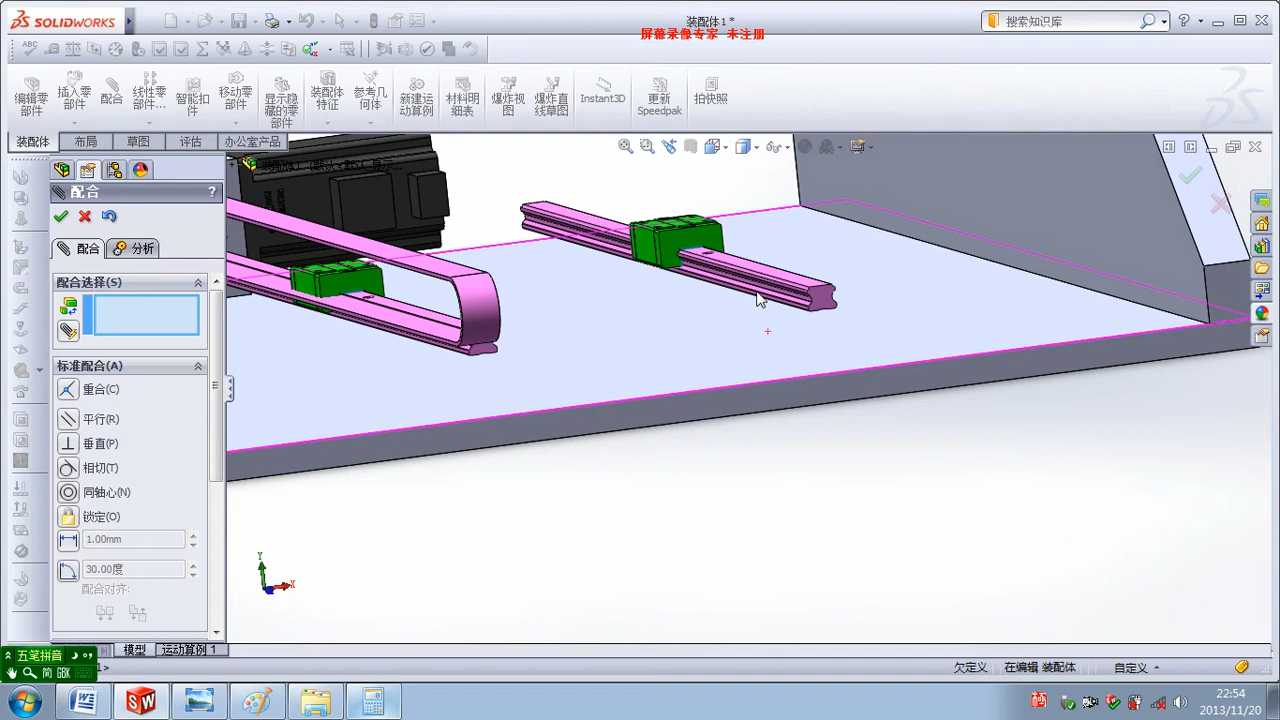 SOLIDWORKS
装配体1 *
搜索知识库
屏幕录像专家 未注册
编辑零部件
插入零部件
配合
线性零部件...
智能扣件
移动零部件
显示隐藏的零部件
装配体特征
参考几何体
新建运动算例
材料明细表
爆炸视图
爆炸直线草图
Instant3D
更新 Speedpak
拍快照
装配体
布局
草图
评估
办公室产品
配合
?
配合
分析
配合选择(S)
标准配合(A)
重合(C)
平行(R)
垂直(P)
相切(T)
同轴心(N)
锁定(O)
1.00mm
30.00度
配合对齐:
Y
X
模型
运动算例 1
五笔拼音
简
GBK
1>
欠定义
在编辑 装配体
自定义
22:54
2013/11/20